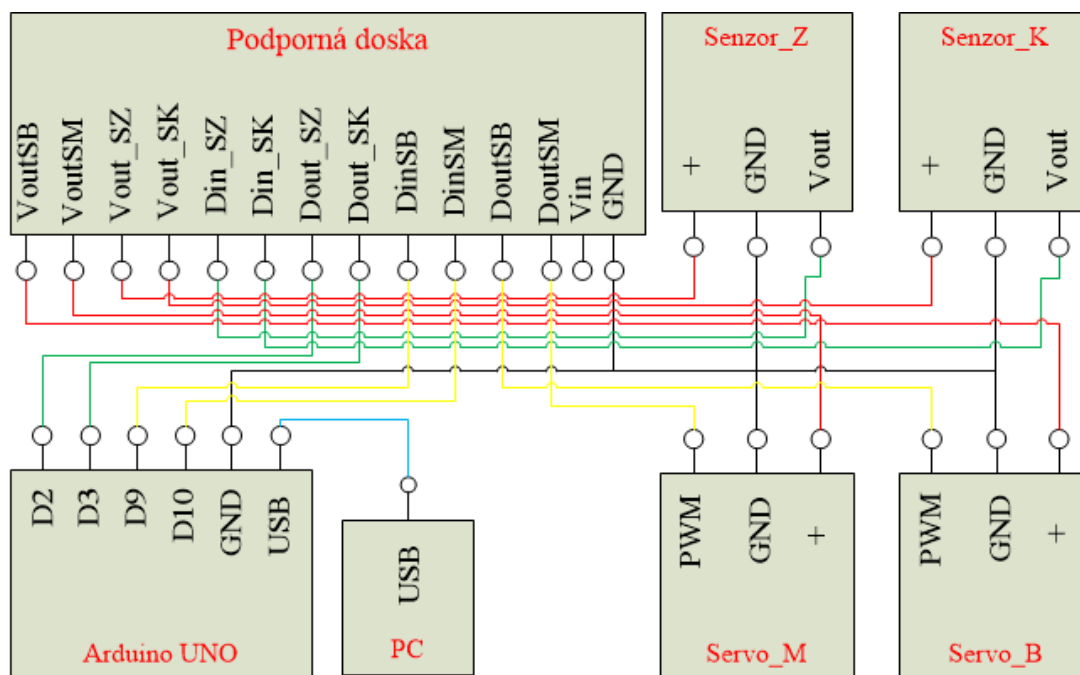 Podporná doska
VoutSB
VoutSM
Vout_SZ
Vout_SK
Din_SZ
Din_SK
Dout_SZ
Dout_SK
DinSB
DinSM
DoutSB
DoutSM
Vin
GND
Senzor_Z
+
GND
Vout
Senzor_K
+
GND
Vout
D2
D3
D9
D10
GND
USB
Arduino UNO
USB
PC
PWM
GND
+
Servo_M
PWM
GND
+
Servo_B